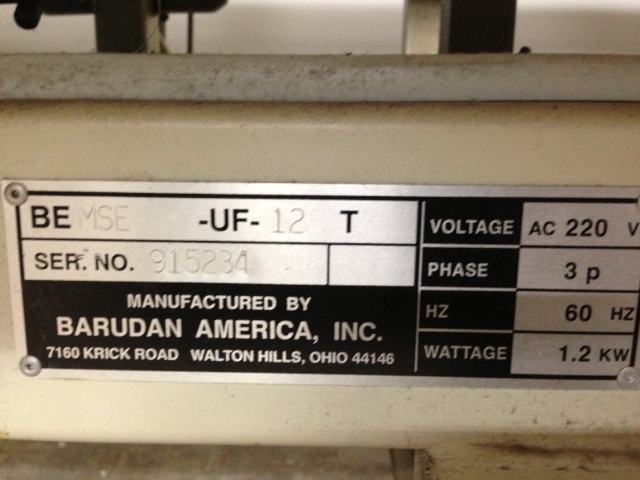 BE MSE -UF- 12 T
SER. NO. 915234
MANUFACTURED BY
BARUDAN AMERICA, INC.
7160 KRICK ROAD WALTON HILLS, OHIO 44146
VOLTAGE AC 220 V
PHASE 3 p
HZ 60 HZ
WATTAGE 1.2 KW